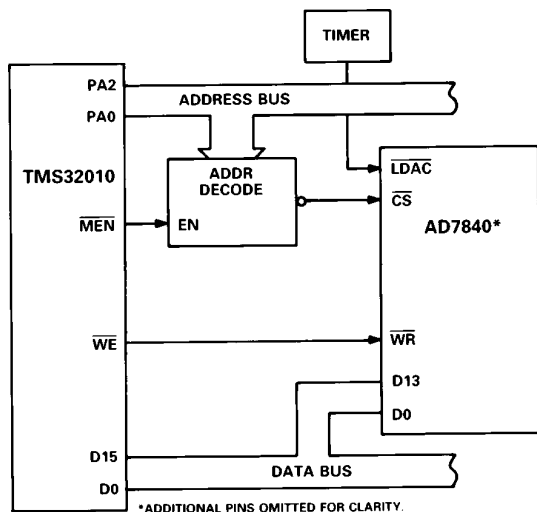 TIMER
PA2
ADDRESS BUS
PA0
TMS32010
ADDR
DECODE
LDAC
CS
AD7840*
MEN
EN
WE
WR
D13
D0
D15
DATA BUS
D0
*ADDITIONAL PINS OMITTED FOR CLARITY.